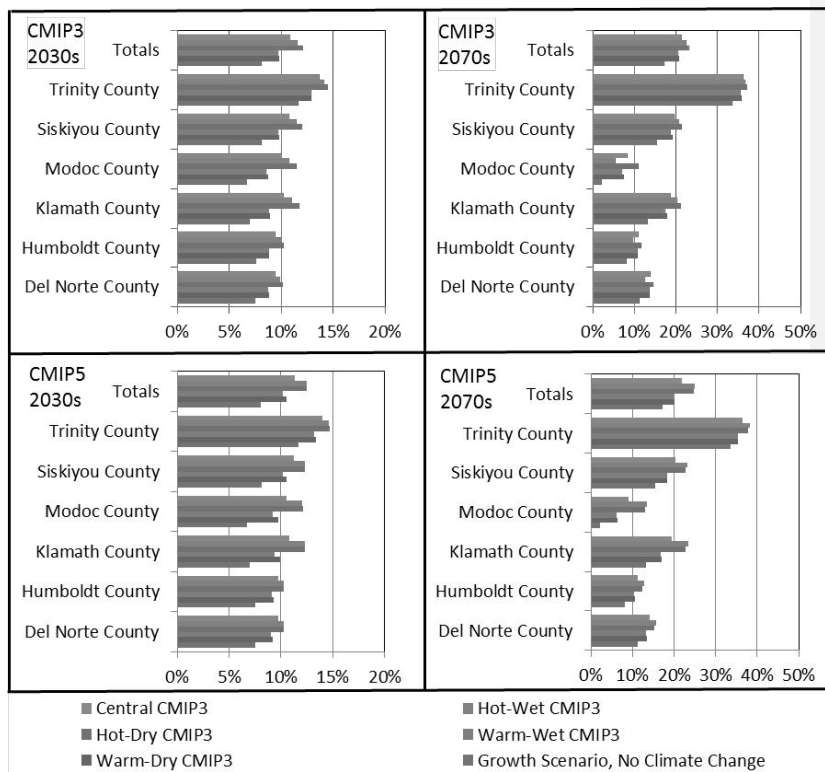 CMIP3
2030s
Totals
Trinity County
Siskiyou County
Modoc County
Klamath County
Humboldt County
Del Norte County
0% 5% 10% 15% 20%
CMIP3
2070s
Totals
Trinity County
Siskiyou County
Modoc County
Klamath County
Humboldt County
Del Norte County
0% 10% 20% 30% 40% 50%
CMIP5
2030s
Totals
Trinity County
Siskiyou County
Modoc County
Klamath County
Humboldt County
Del Norte County
0% 5% 10% 15% 20%
CMIP5
2070s
Totals
Trinity County
Siskiyou County
Modoc County
Klamath County
Humboldt County
Del Norte County
0% 10% 20% 30% 40% 50%
Central CMIP3 Hot-Wet CMIP3
Hot-Dry CMIP3 Warm-Wet CMIP3
Warm-Dry CMIP3 Growth Scenario, No Climate Change